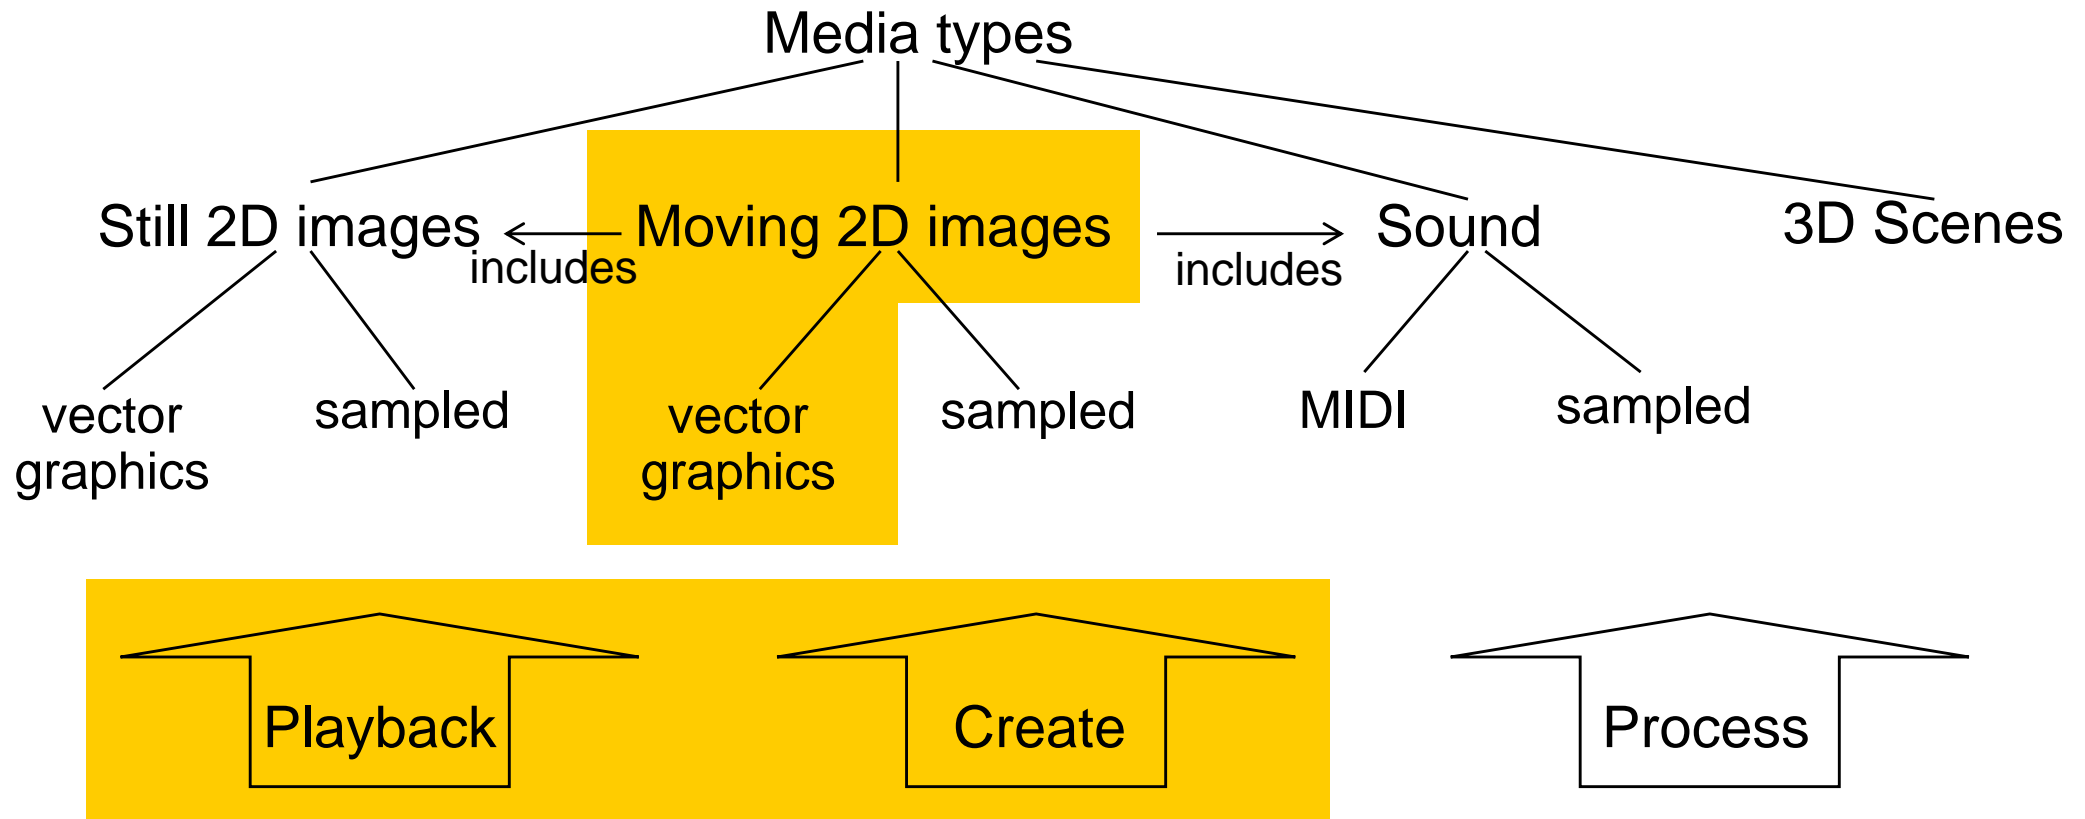 Media types
Still 2D images
includes
Moving 2D images
includes
Sound
3D Scenes
vector
graphics
sampled
vector
graphics
sampled
MIDI
sampled
Playback
Create
Process